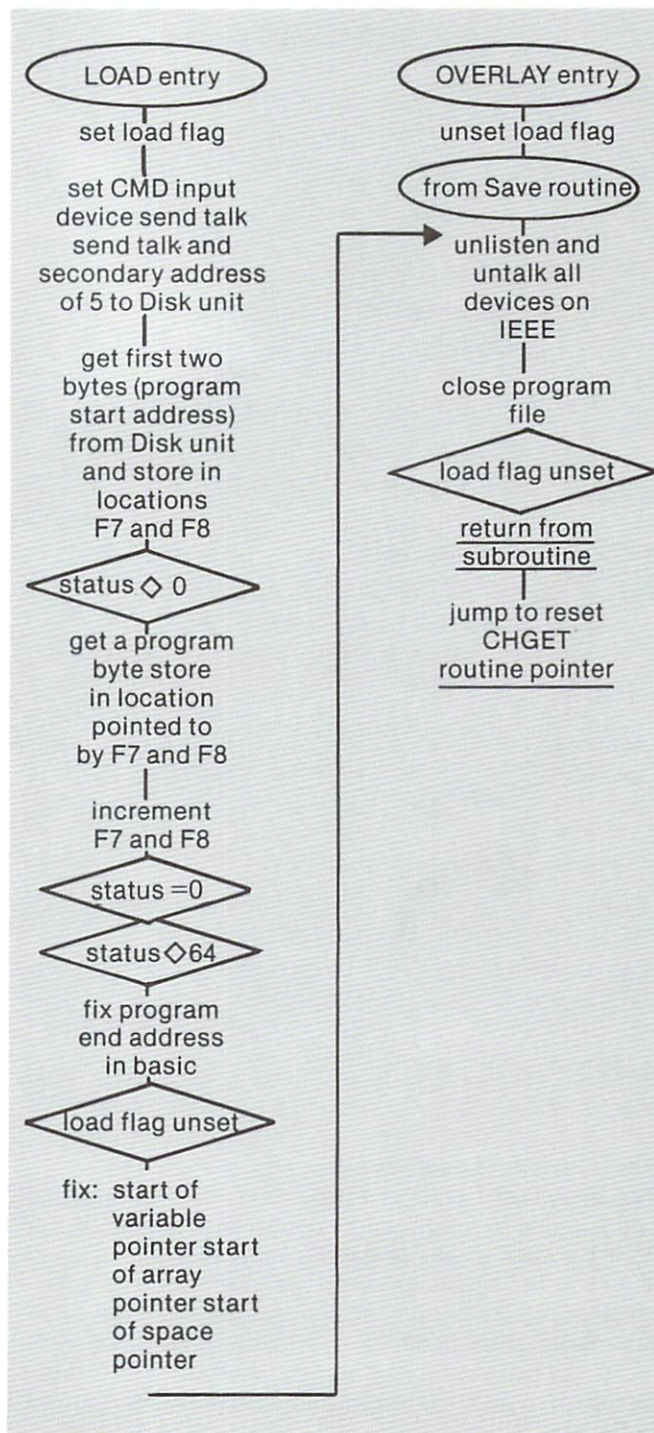 LOAD entry
set load flag
set CMD input
device send talk
send talk and
secondary address
of 5 to Disk unit
get first two
bytes (program
start address)
from Disk unit
and store in
locations
F7 and F8
status ◇ 0
get a program
byte store
in location
pointed to
by F7 and F8
increment
F7 and F8
status =0
status ◇64
fix program
end address
in basic
load flag unset
fix: start of
variable
pointer start
of array
pointer start
of space
pointer
OVERLAY entry
unset load flag
from Save routine
unlisten and
untalk all
devices on
IEEE
close program
file
load flag unset
return from
subroutine
jump to reset
CHGET
routine pointer